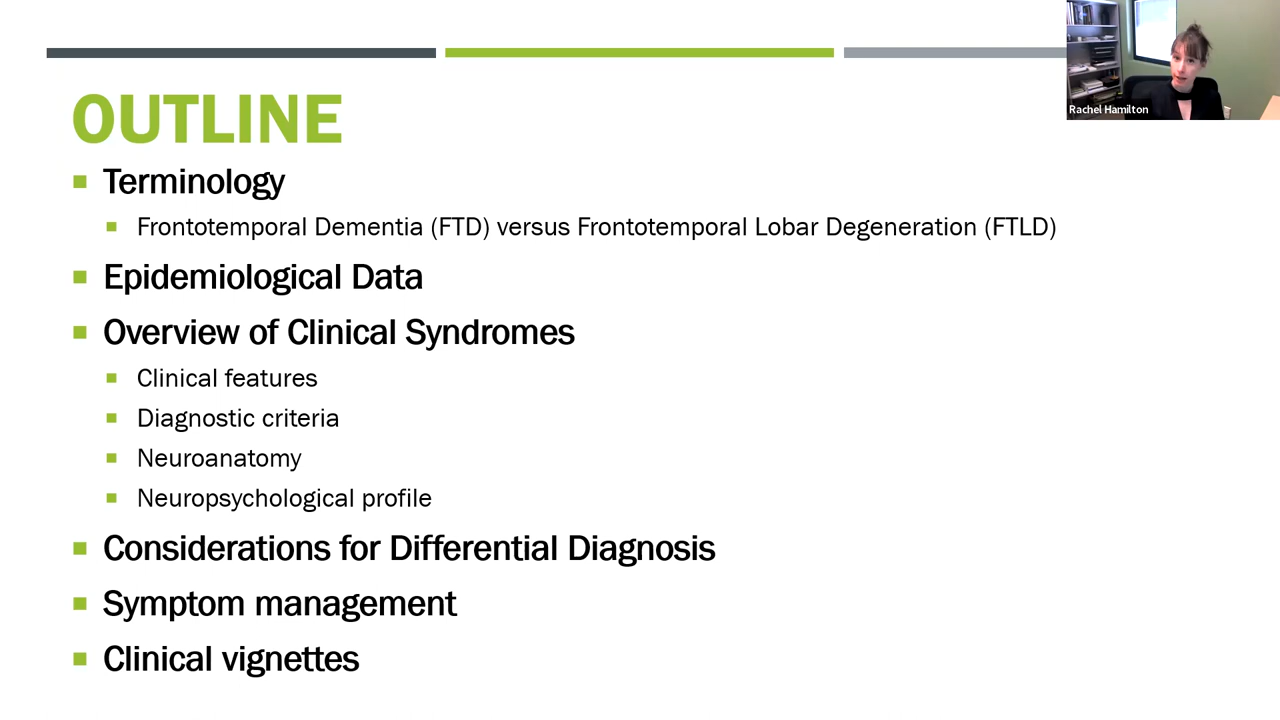 Rachel Hamilton
OUTLINE
Terminology
Frontotemporal Dementia (FTD) versus Frontotemporal Lobar Degeneration (FTLD)
Epidemiological Data
Overview of Clinical Syndromes
Clinical features
Diagnostic criteria
Neuroanatomy
Neuropsychological profile
Considerations for Differential Diagnosis
Symptom management
Clinical vignettes